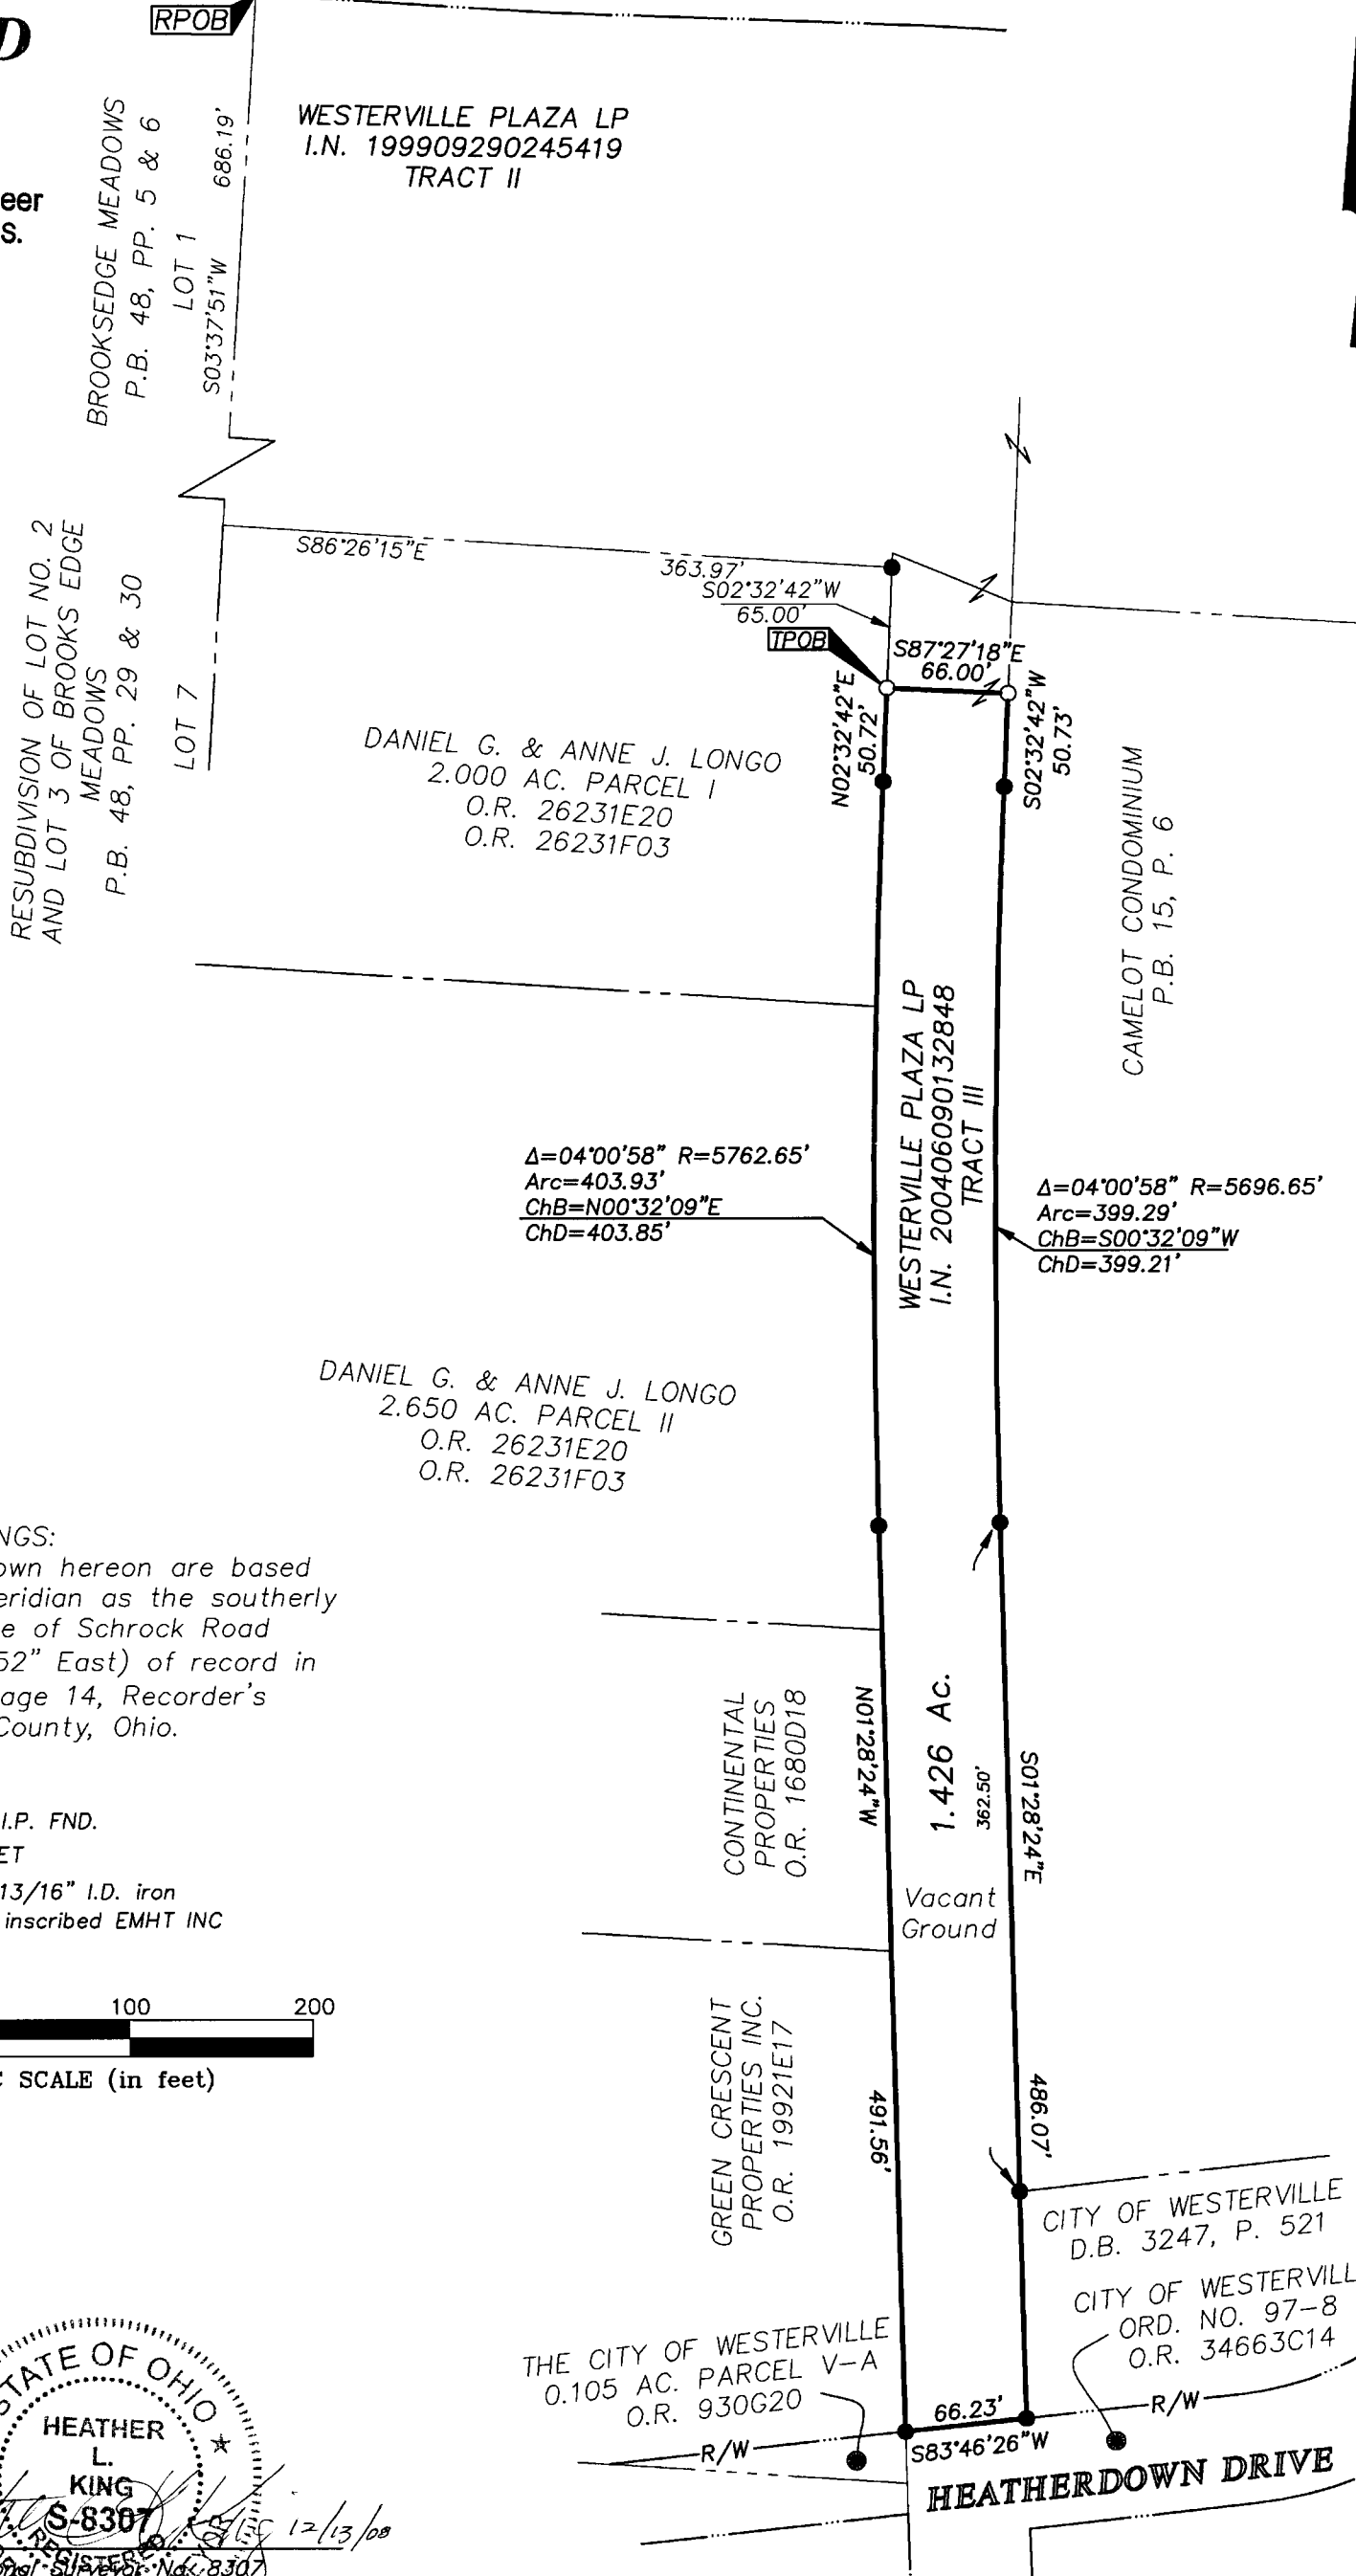 D
RPOB
eer
s.
BROOKSEDGE MEADOWS
P.B. 48, PP. 5 & 6
LOT 1
S03°37'51"W 686.19'
WESTERVILLE PLAZA LP
I.N. 199909290245419
TRACT II
RESUBDIVISION OF LOT NO. 2
AND LOT 3 OF BROOKS EDGE
MEADOWS
P.B. 48, PP. 29 & 30
LOT 7
S86°26'15"E
363.97'
S02°32'42"W
65.00'
TPOB
S87°27'18"E
66.00'
N02°32'42"E
50.72'
S02°32'42"W
50.73'
DANIEL G. & ANNE J. LONGO
2.000 AC. PARCEL I
O.R. 26231E20
O.R. 26231F03
CAMELOT CONDOMINIUM
P.B. 15, P. 6
WESTERVILLE PLAZA LP
I.N. 200406090132848
TRACT III
Δ=04°00'58" R=5762.65'
Arc=403.93'
ChB=N00°32'09"E
ChD=403.85'
Δ=04°00'58" R=5696.65'
Arc=399.29'
ChB=S00°32'09"W
ChD=399.21'
DANIEL G. & ANNE J. LONGO
2.650 AC. PARCEL II
O.R. 26231E20
O.R. 26231F03
NGS:
own hereon are based
eridian as the southerly
e of Schrock Road
52" East) of record in
age 14, Recorder's
County, Ohio.
I.P. FND.
ET
13/16" I.D. iron
inscribed EMHT INC
CONTINENTAL
PROPERTIES
O.R. 1680D18
N01°28'24"W
1.426 Ac.
362.50'
S01°28'24"E
Vacant
Ground
100 200
C SCALE (in feet)
GREEN CRESCENT
PROPERTIES INC.
O.R. 19921E17
491.56'
486.07'
CITY OF WESTERVILLE
D.B. 3247, P. 521
CITY OF WESTERVILL
ORD. NO. 97-8
O.R. 34663C14
THE CITY OF WESTERVILLE
0.105 AC. PARCEL V-A
O.R. 930G20
66.23'
S83°46'26"W
R/W
R/W
HEATHERDOWN DRIVE
STATE OF OHIO
HEATHER
L.
KING
S-8307
REGISTERED
12/13/08
onal Surveyor No. 8307